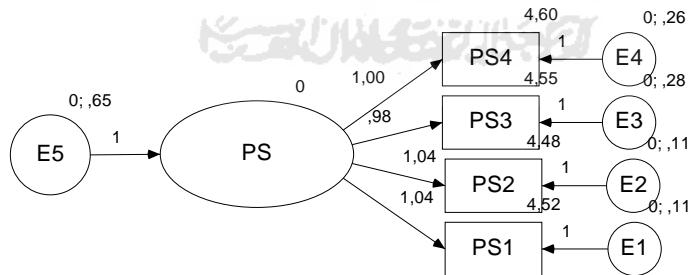 4,60
0; ,26
PS4
1
E4
1,00
4,55
0; ,28
0
,98
PS3
1
E3
0; ,65
4,48
0; ,11
E5
1
PS
1,04
PS2
1
E2
1,04
4,52
0; ,11
PS1
1
E1